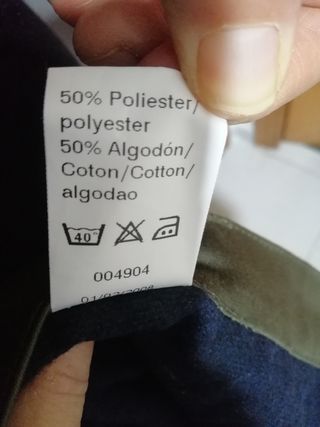 50% Poliester/
polyester
50% Algodón/
Coton/Cotton/
algodao
40°
004904